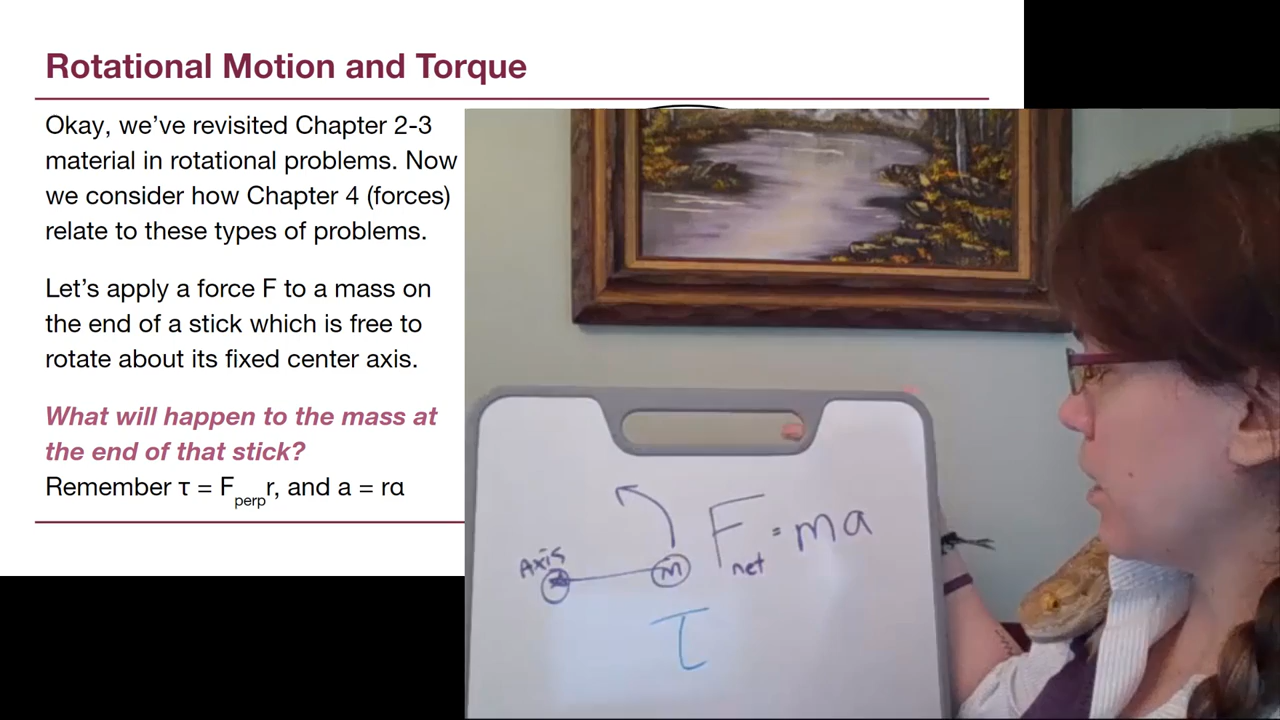 Rotational Motion and Torque
Okay, we've revisited Chapter 2-3
material in rotational problems. Now
we consider how Chapter 4 (forces)
relate to these types of problems.
Let's apply a force F to a mass on
the end of a stick which is free to
rotate about its fixed center axis.
What will happen to the mass at
the end of that stick?
Remember τ = Fperpr, and a = rα
Axis
m
Fnet = ma
τ